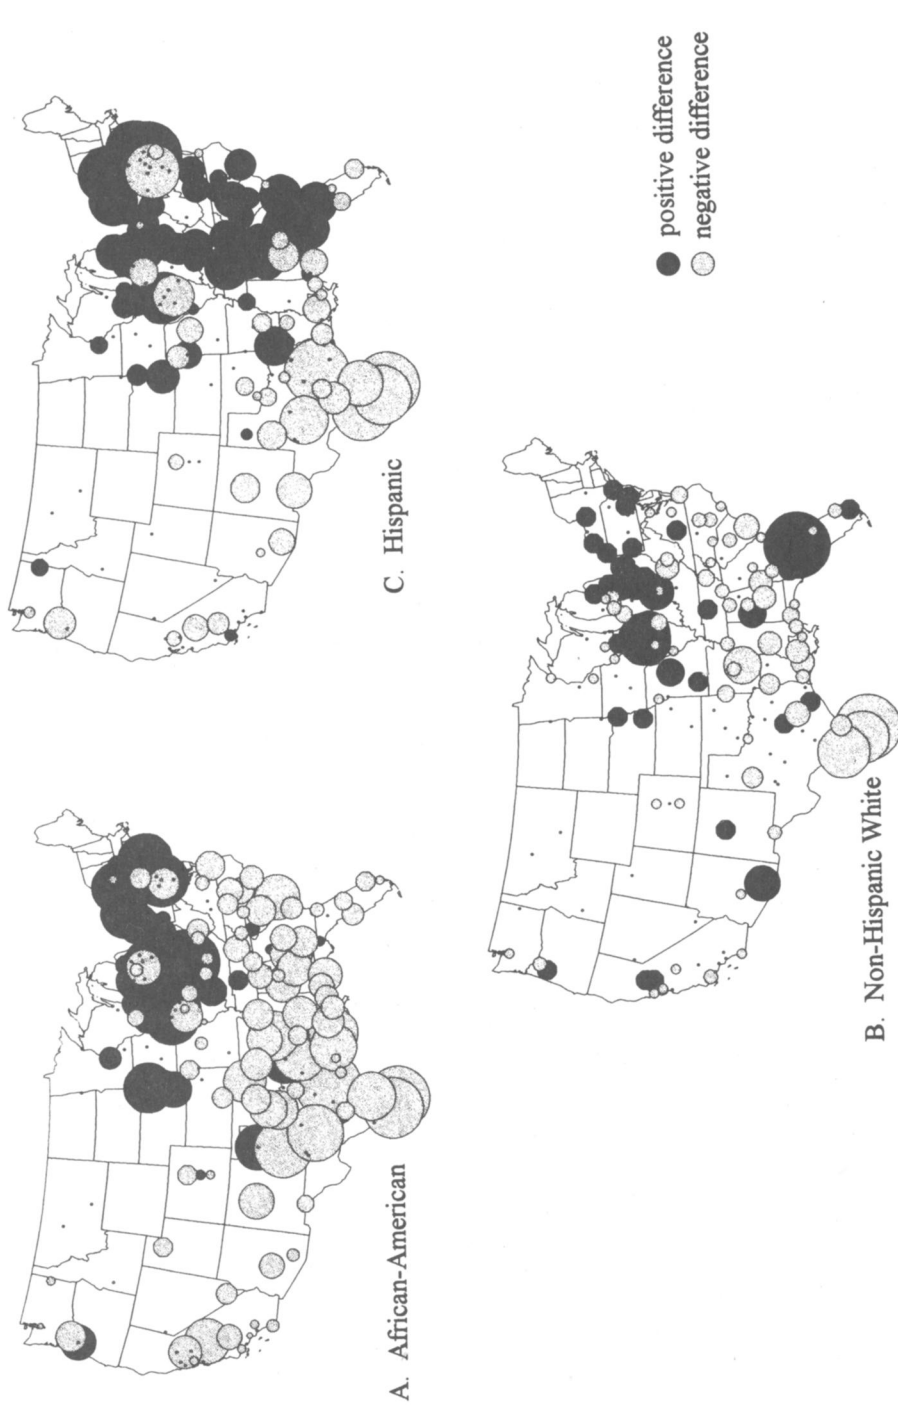 A. African-American
B. Non-Hispanic White
C. Hispanic
positive difference
negative difference